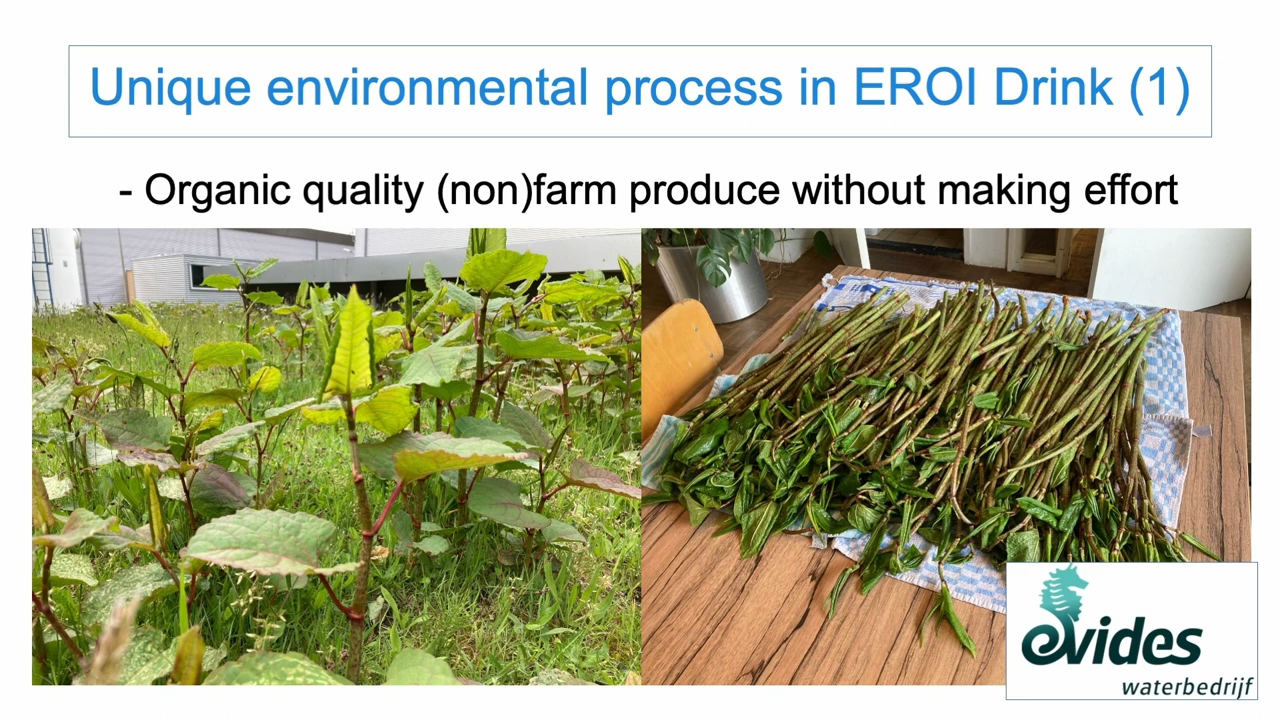 Unique environmental process in EROI Drink (1)
- Organic quality (non)farm produce without making effort
evides
waterbedrijf